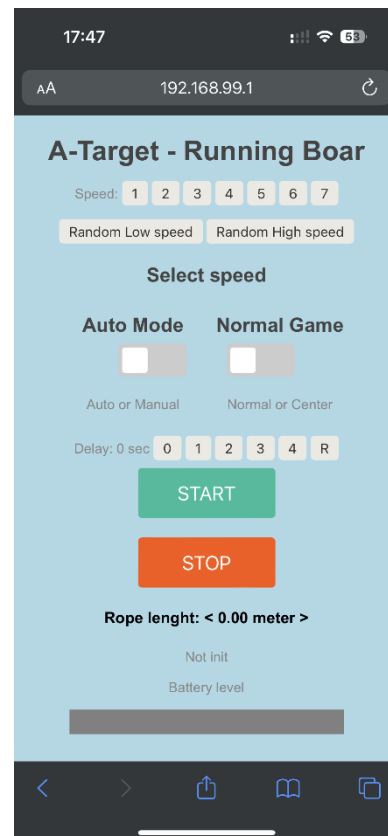 17:47 53
AA 192.168.99.1
A-Target - Running Boar
Speed: 1 2 3 4 5 6 7
Random Low speed Random High speed
Select speed
Auto Mode Normal Game
Auto or Manual Normal or Center
Delay: 0 sec 0 1 2 3 4 R
START
STOP
Rope lenght: < 0.00 meter >
Not init
Battery level